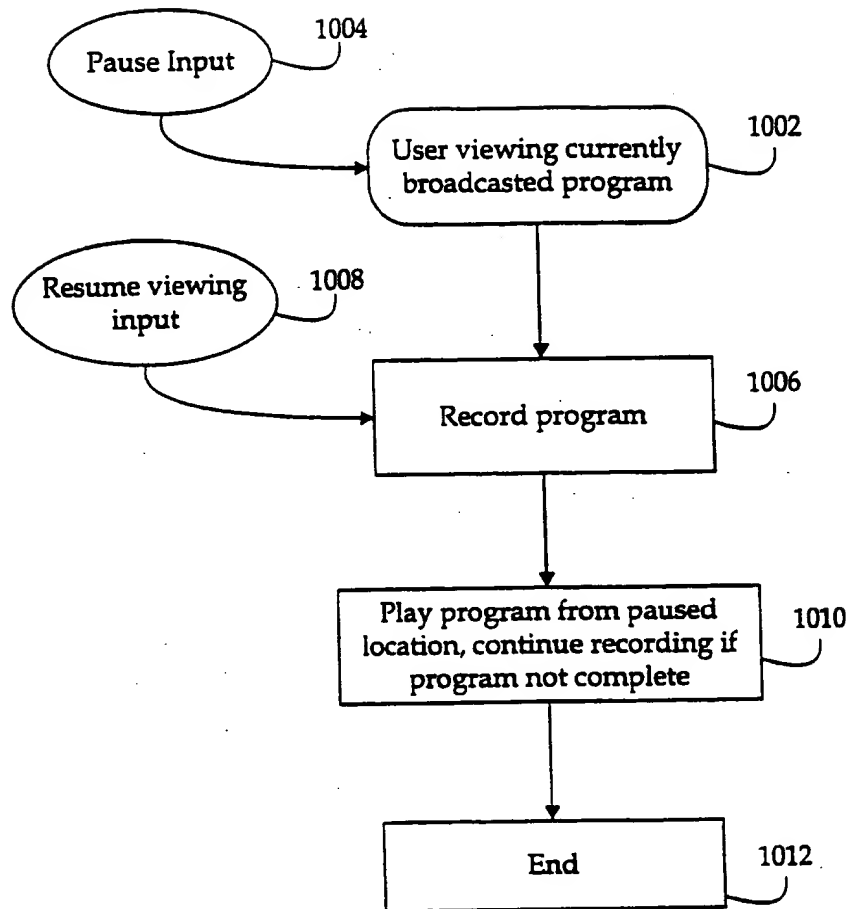 1004
Pause Input
1002
User viewing currently
broadcasted program
1008
Resume viewing
input
1006
Record program
1010
Play program from paused
location, continue recording if
program not complete
End
1012